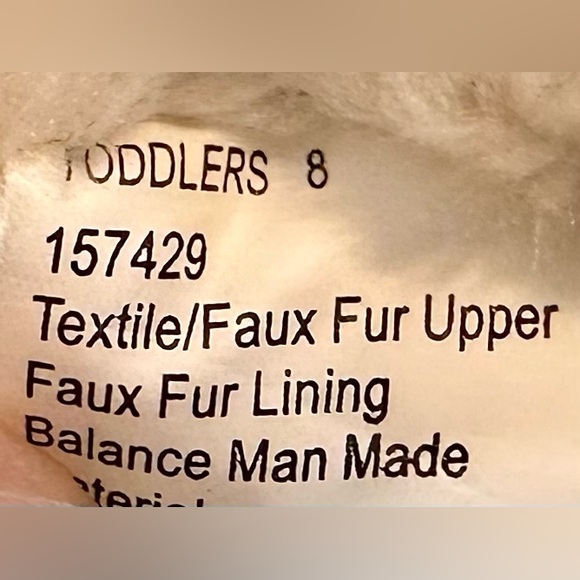 TODDLERS 8
157429
Textile/Faux Fur Upper
Faux Fur Lining
Balance Man Made